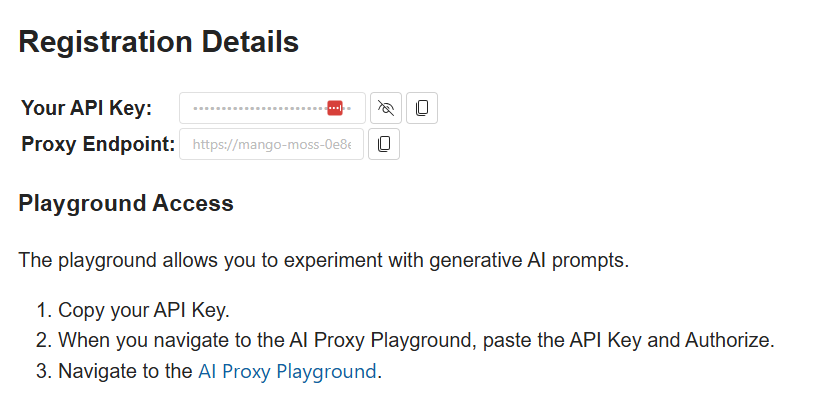 Registration Details
Your API Key:
Proxy Endpoint: https://mango-moss-0e8
Playground Access
The playground allows you to experiment with generative AI prompts.
1. Copy your API Key.
2. When you navigate to the AI Proxy Playground, paste the API Key and Authorize.
3. Navigate to the AI Proxy Playground.